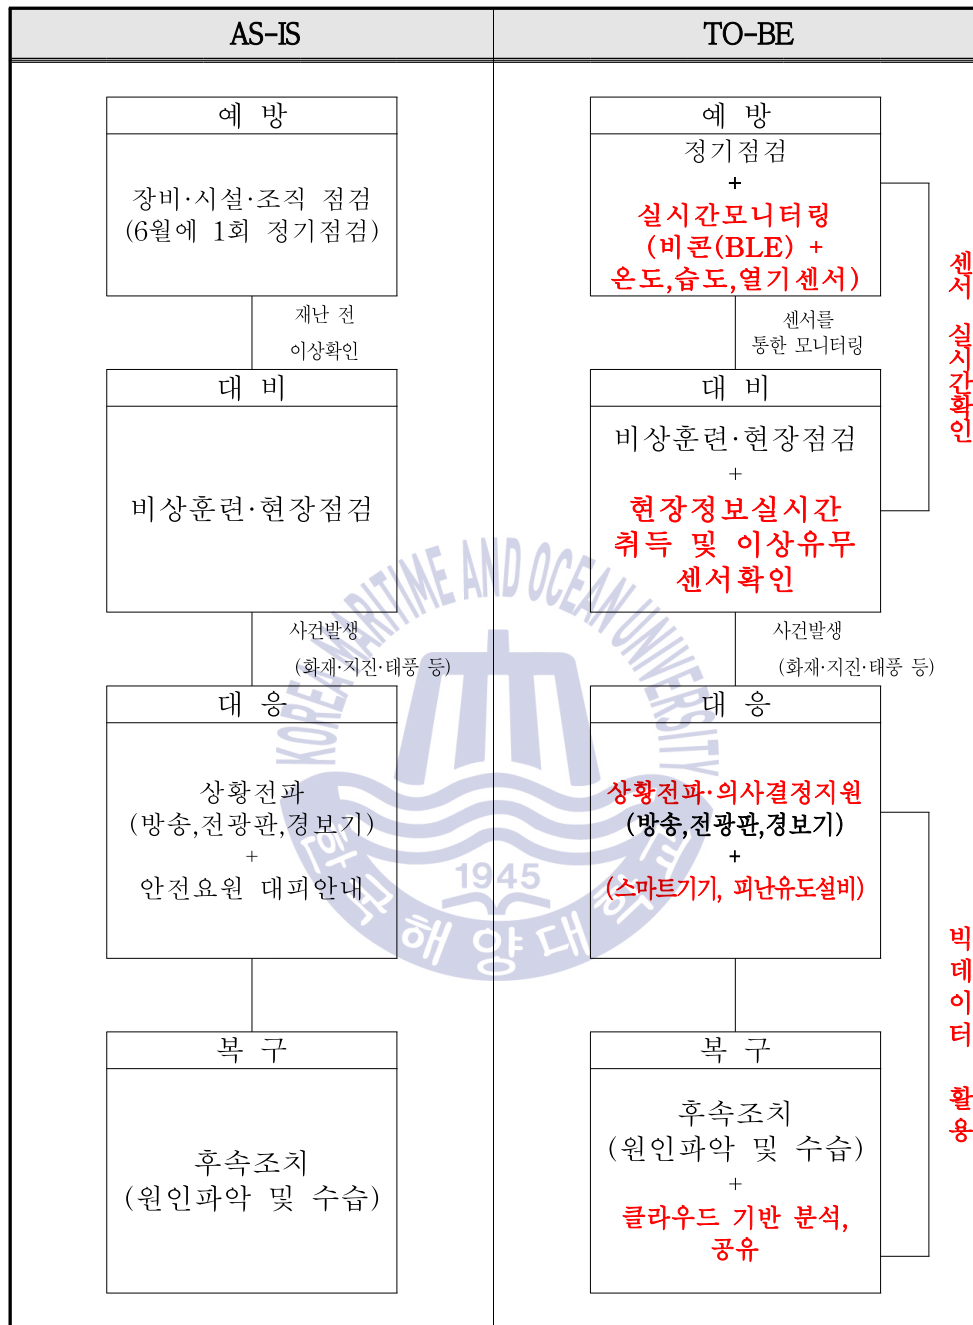 AS-IS
예 방
장비·시설·조직 점검
(6월에 1회 정기점검)
재난 전
이상확인
대 비
비상훈련·현장점검
사건발생
(화재·지진·태풍 등)
대 응
상황전파
(방송,전광판,경보기)
+
안전요원 대피안내
복 구
후속조치
(원인파악 및 수습)
TO-BE
예 방
정기점검
+
실시간모니터링
(비콘(BLE) +
온도,습도,열기센서)
센서를
통한 모니터링
대 비
비상훈련·현장점검
+
현장정보실시간
취득 및 이상유무
센서확인
사건발생
(화재·지진·태풍 등)
대 응
상황전파·의사결정지원
(방송,전광판,경보기)
+
(스마트기기, 피난유도설비)
복 구
후속조치
(원인파악 및 수습)
+
클라우드 기반 분석,
공유
센서 실시간확인
빅데이터 활용
KOREA MARITIME AND OCEAN UNIVERSITY
1945
한국해양대학교